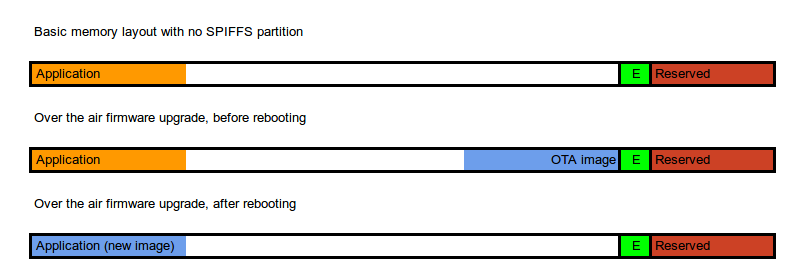 Basic memory layout with no SPIFFS partition
Application E Reserved
Over the air firmware upgrade, before rebooting
Application OTA image E Reserved
Over the air firmware upgrade, after rebooting
Application (new image) E Reserved